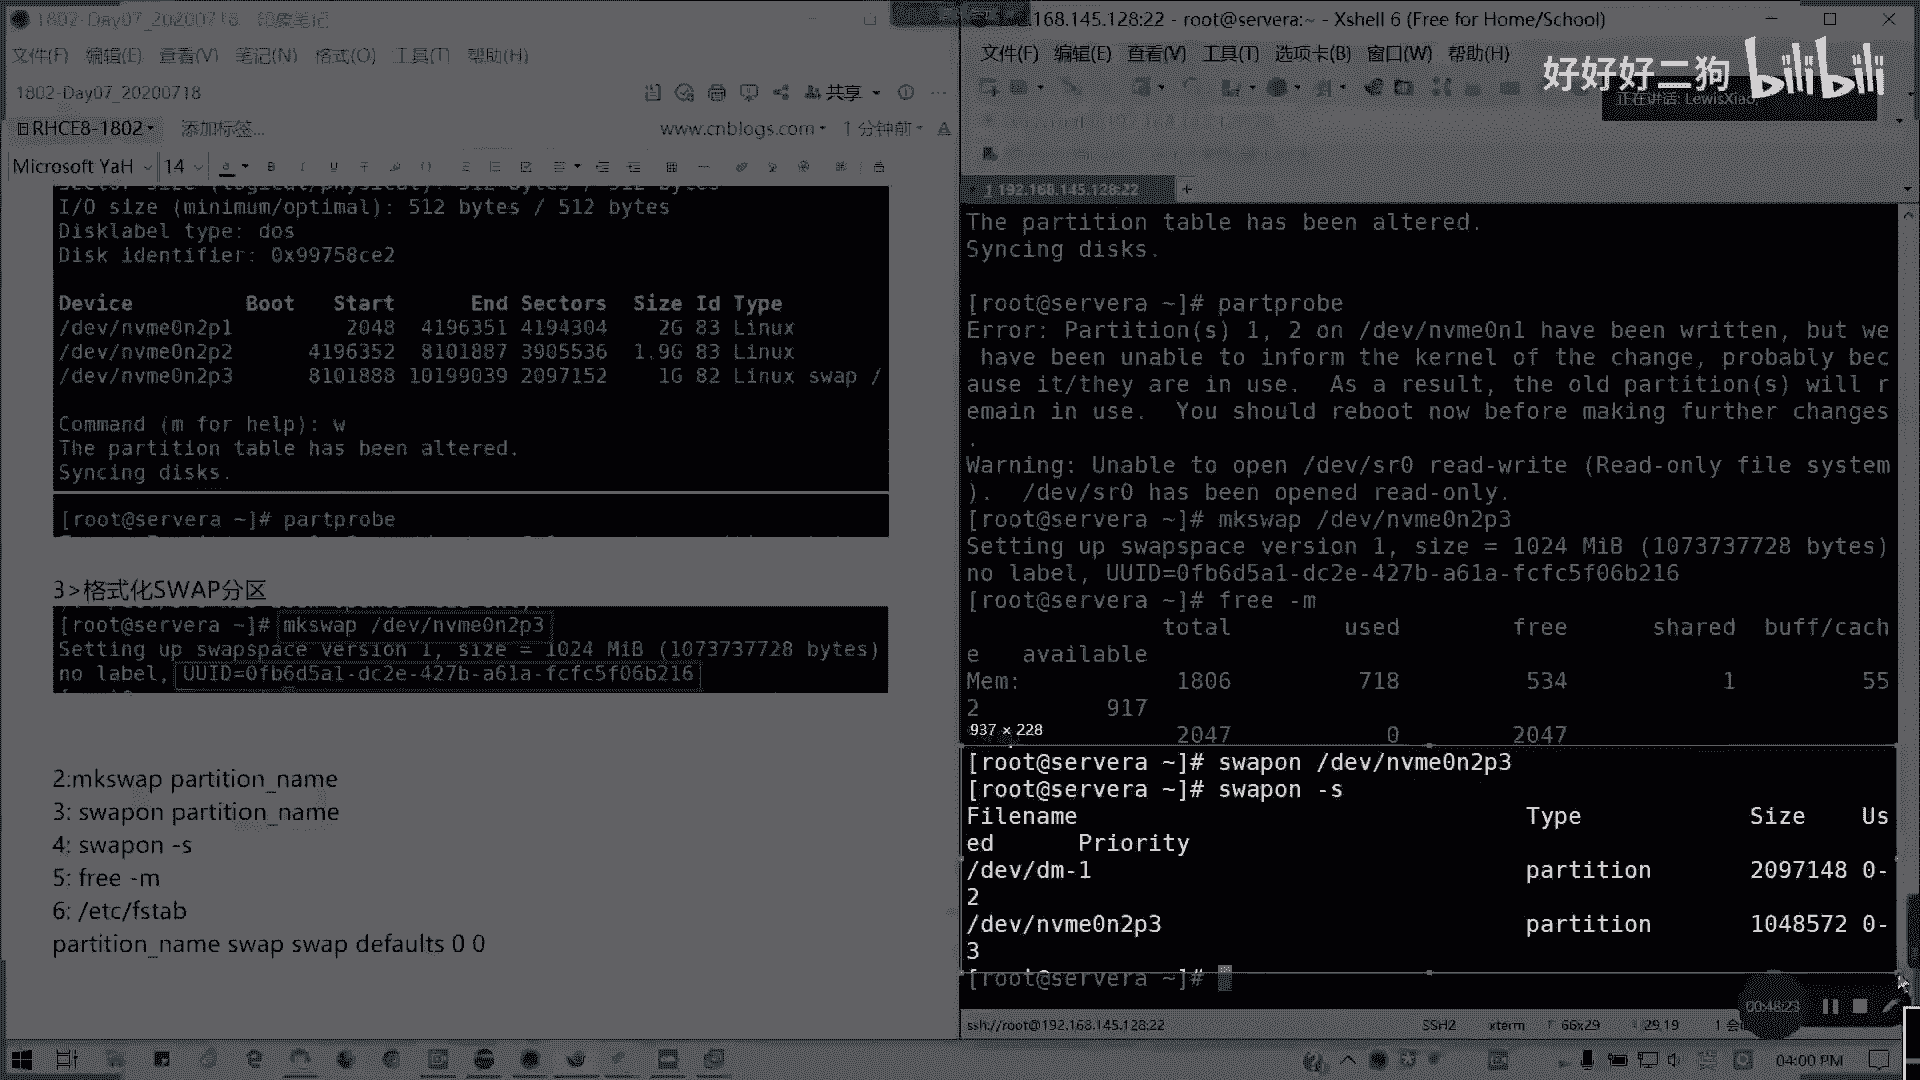 1802-Day07_20200718 - 印象笔记
文件(F) 编辑(E) 查看(V) 笔记(N) 格式(O) 工具(T) 帮助(H)
1802-Day07_20200718
共享
RHCE8-1802
添加标签...
www.cnblogs.com
1 分钟前
Microsoft YaH
14
I/O size (minimum/optimal): 512 bytes / 512 bytes
Disklabel type: dos
Disk identifier: 0x99758ce2
Device Boot Start End Sectors Size Id Type
/dev/nvme0n2p1 2048 4196351 4194304 2G 83 Linux
/dev/nvme0n2p2 4196352 8101887 3905536 1.9G 83 Linux
/dev/nvme0n2p3 8101888 10199039 2097152 1G 82 Linux swap /
Command (m for help): w
The partition table has been altered.
Syncing disks.
[root@servera ~]# partprobe
3>格式化SWAP分区
[root@servera ~]# mkswap /dev/nvme0n2p3
Setting up swapspace version 1, size = 1024 MiB (1073737728 bytes)
no label, UUID=0fb6d5a1-dc2e-427b-a61a-fcfc5f06b216
2:mkswap partition_name
3: swapon partition_name
4: swapon -s
5: free -m
6: /etc/fstab
partition_name swap swap defaults 0 0
.168.145.128:22 - root@servera:~ - Xshell 6 (Free for Home/School)
文件(F) 编辑(E) 查看(V) 工具(T) 选项卡(B) 窗口(W) 帮助(H)
好好好二狗 bilibili
正在讲话: LewisXiao
1 192.168.145.128:22
The partition table has been altered.
Syncing disks.
[root@servera ~]# partprobe
Error: Partition(s) 1, 2 on /dev/nvme0n1 have been written, but we
 have been unable to inform the kernel of the change, probably bec
ause it/they are in use.  As a result, the old partition(s) will r
emain in use.  You should reboot now before making further changes
.
Warning: Unable to open /dev/sr0 read-write (Read-only file system
).  /dev/sr0 has been opened read-only.
[root@servera ~]# mkswap /dev/nvme0n2p3
Setting up swapspace version 1, size = 1024 MiB (1073737728 bytes)
no label, UUID=0fb6d5a1-dc2e-427b-a61a-fcfc5f06b216
[root@servera ~]# free -m
total used free shared buff/cach
e available
Mem: 1806 718 534 1 55
2 917
937 × 228
2047 0 2047
[root@servera ~]# swapon /dev/nvme0n2p3
[root@servera ~]# swapon -s
Filename Type Size Us
ed Priority
/dev/dm-1 partition 2097148 0-
2
/dev/nvme0n2p3 partition 1048572 0-
3
[root@servera ~]#
00:48:23
ssh://root@192.168.145.128:22
SSH2
xterm
66x29
29,19
04:00 PM